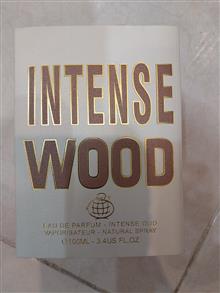 INTENSE
WOOD
EAU DE PARFUM - INTENSE OUD
VAPORISATEUR - NATURAL SPRAY
100ML - 3.4US FL.OZ